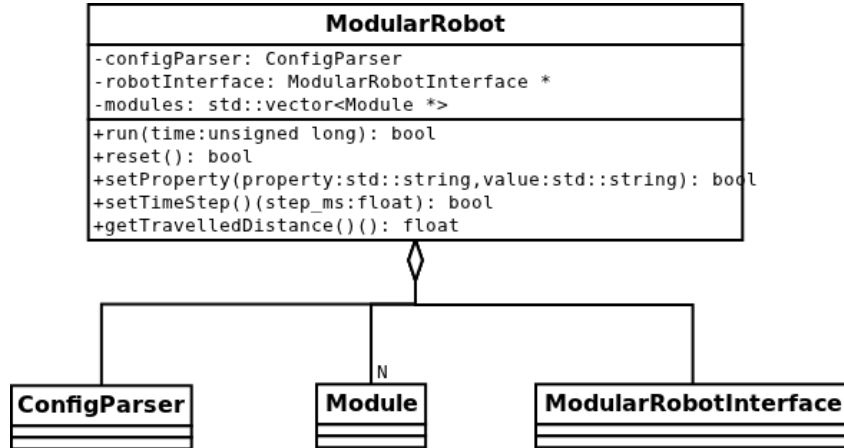 ModularRobot
-configParser: ConfigParser
-robotInterface: ModularRobotInterface *
-modules: std::vector<Module *>
+run(time:unsigned long): bool
+reset(): bool
+setProperty(property:std::string,value:std::string): bool
+setTimeStep()(step_ms:float): bool
+getTravelledDistance()(): float
N
ConfigParser
Module
ModularRobotInterface